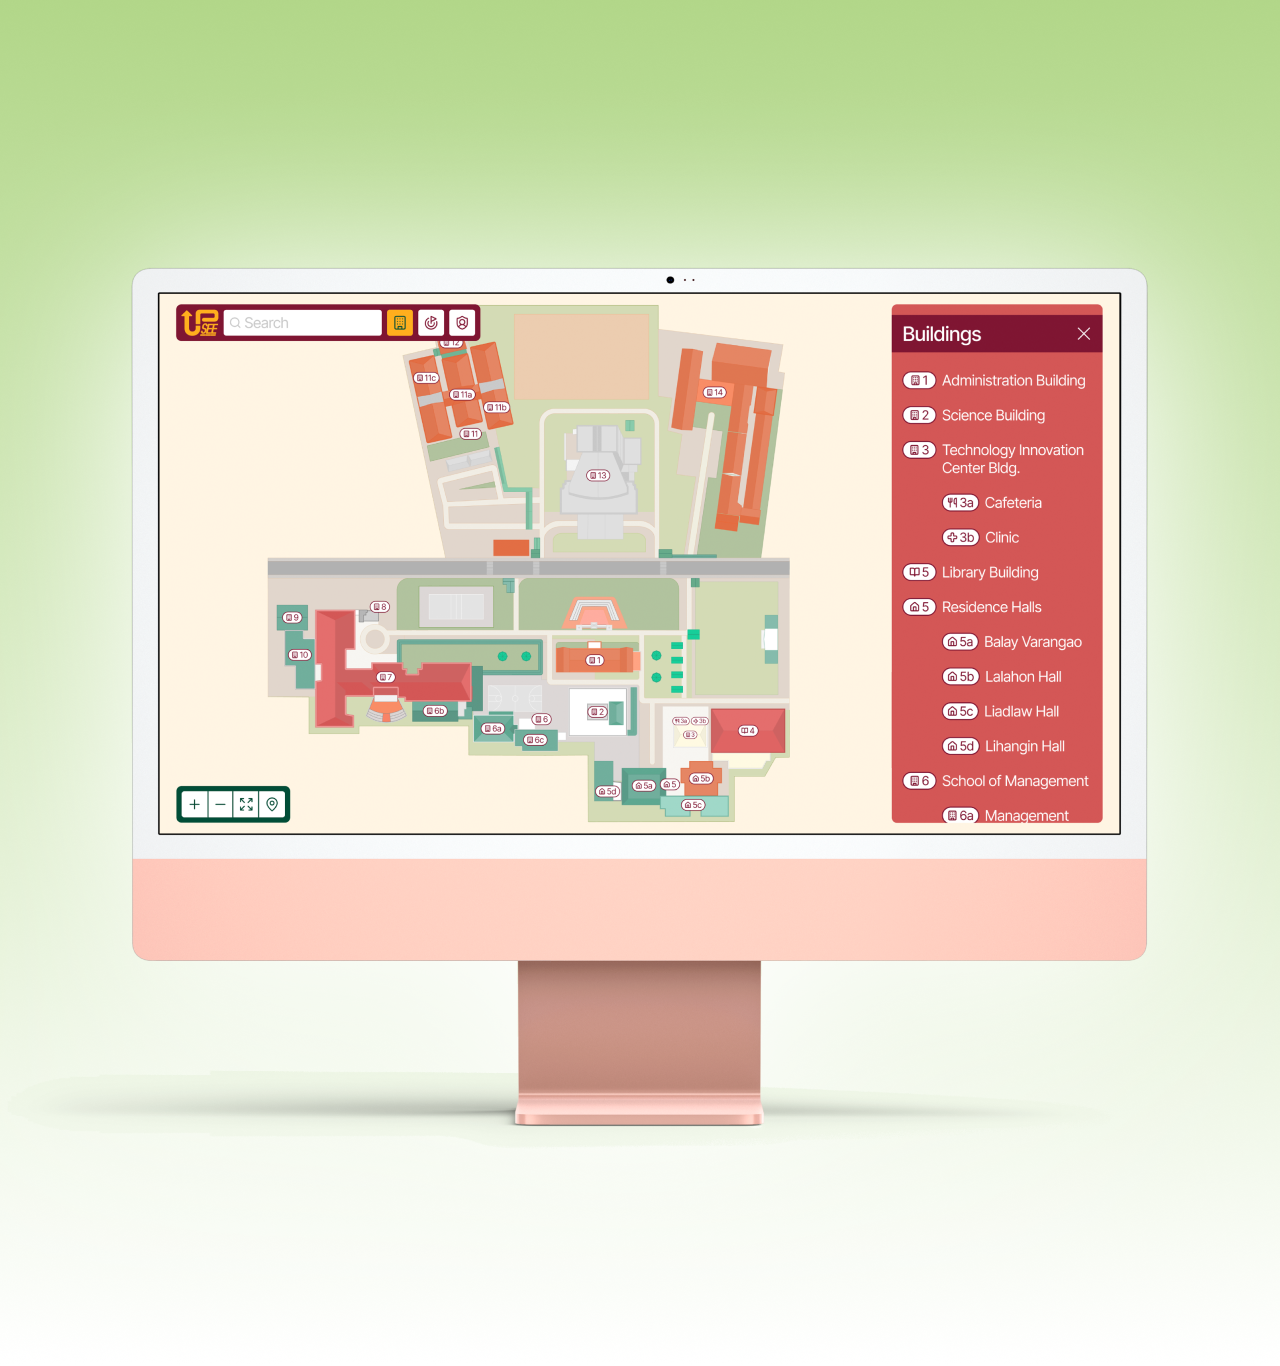 UP
SEE
Search
12
11c
11a
11b
11
14
13
8
9
10
7
1
6b
2
6
6a
6c
3a
3b
3
4
5a
5
5b
5d
5c
Buildings
1 Administration Building
2 Science Building
3 Technology Innovation
Center Bldg.
3a Cafeteria
3b Clinic
5 Library Building
5 Residence Halls
5a Balay Varangao
5b Lalahon Hall
5c Liadlaw Hall
5d Lihangin Hall
6 School of Management
6a Management